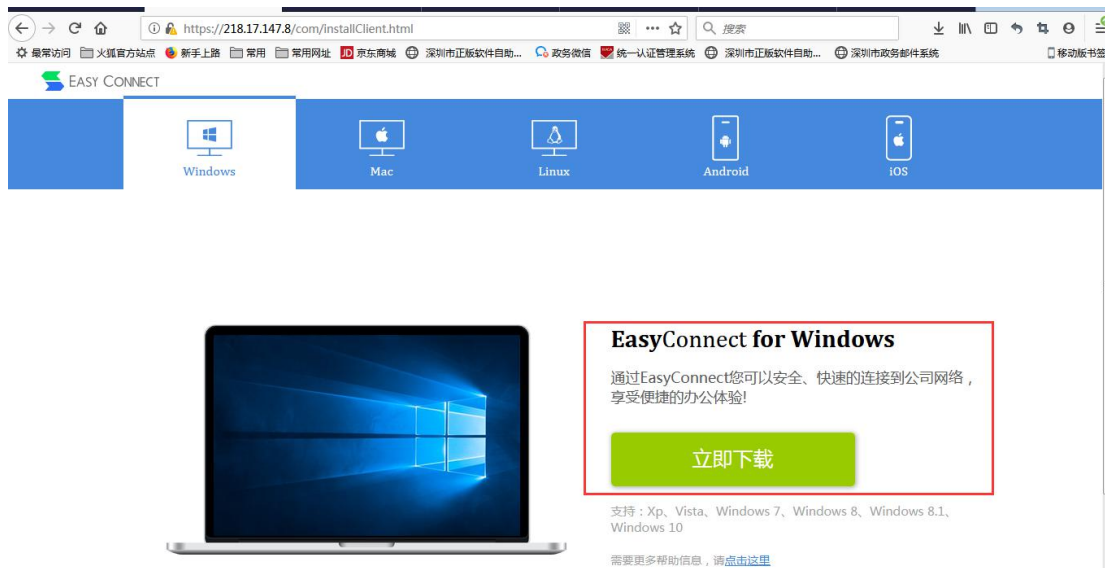 https://218.17.147.8/com/installClient.html
搜索
最常访问 火狐官方站点 新手上路 常用 常用网址 JD 京东商城 深圳市正版软件自助... 政务微信 统一认证管理系统 深圳市正版软件自助... 深圳市政务邮件系统 移动版书签
EASY CONNECT
Windows Mac Linux Android iOS
EasyConnect for Windows
通过EasyConnect您可以安全、快速的连接到公司网络，
享受便捷的办公体验!
立即下载
支持：Xp、Vista、Windows 7、Windows 8、Windows 8.1、
Windows 10
需要更多帮助信息，请点击这里